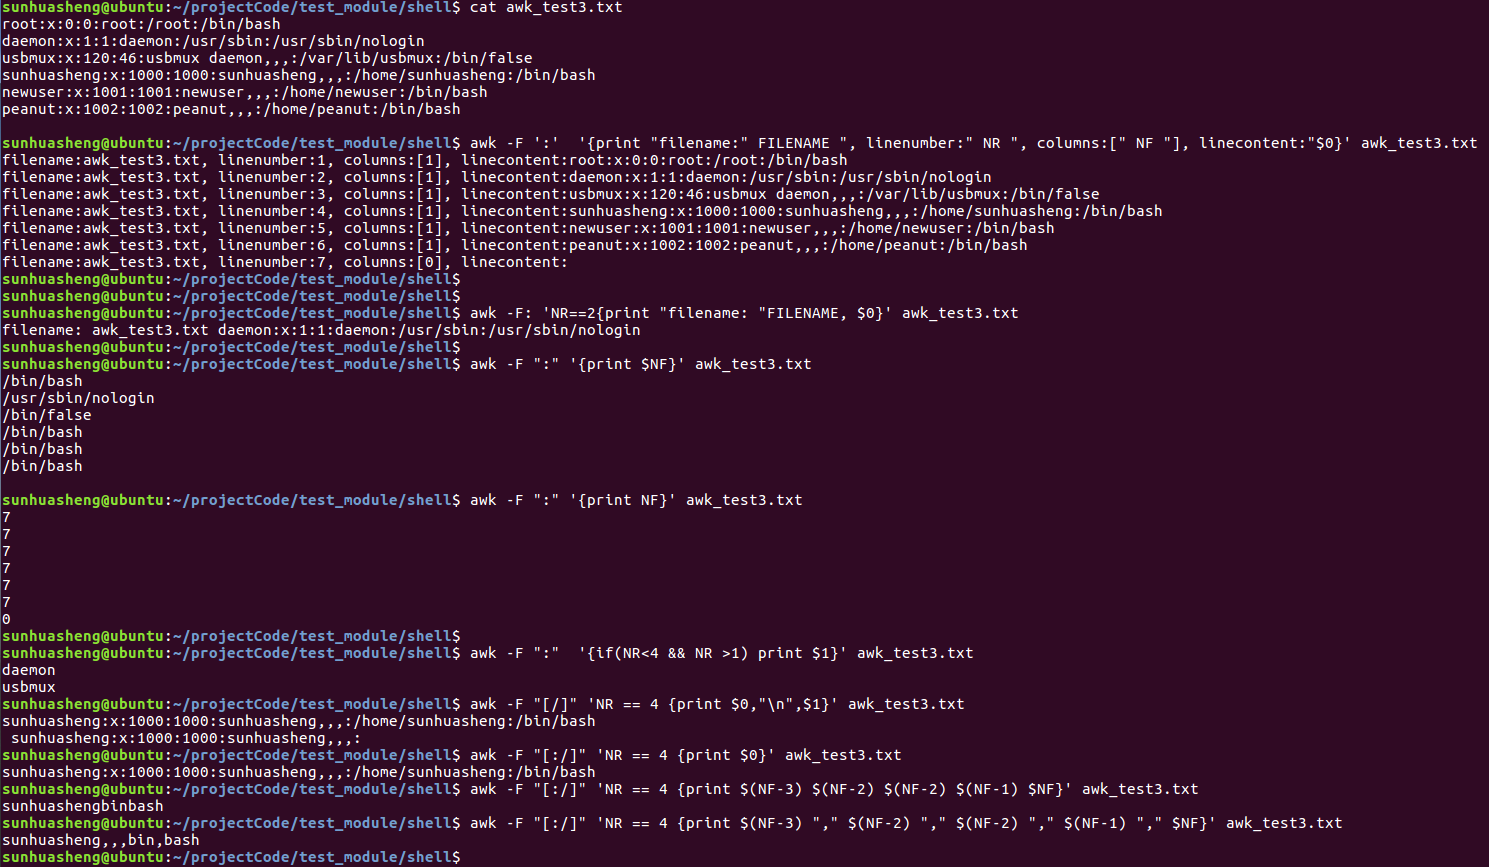 sunhuasheng@ubuntu:~/projectCode/test_module/shell$ cat awk_test3.txt
root:x:0:0:root:/root:/bin/bash
daemon:x:1:1:daemon:/usr/sbin:/usr/sbin/nologin
usbmux:x:120:46:usbmux daemon,,,:/var/lib/usbmux:/bin/false
sunhuasheng:x:1000:1000:sunhuasheng,,,:/home/sunhuasheng:/bin/bash
newuser:x:1001:1001:newuser,,,:/home/newuser:/bin/bash
peanut:x:1002:1002:peanut,,,:/home/peanut:/bin/bash

sunhuasheng@ubuntu:~/projectCode/test_module/shell$ awk -F ':'  '{print "filename:" FILENAME ", linenumber:" NR ", columns:[" NF "], linecontent:"$0}' awk_test3.txt
filename:awk_test3.txt, linenumber:1, columns:[1], linecontent:root:x:0:0:root:/root:/bin/bash
filename:awk_test3.txt, linenumber:2, columns:[1], linecontent:daemon:x:1:1:daemon:/usr/sbin:/usr/sbin/nologin
filename:awk_test3.txt, linenumber:3, columns:[1], linecontent:usbmux:x:120:46:usbmux daemon,,,:/var/lib/usbmux:/bin/false
filename:awk_test3.txt, linenumber:4, columns:[1], linecontent:sunhuasheng:x:1000:1000:sunhuasheng,,,:/home/sunhuasheng:/bin/bash
filename:awk_test3.txt, linenumber:5, columns:[1], linecontent:newuser:x:1001:1001:newuser,,,:/home/newuser:/bin/bash
filename:awk_test3.txt, linenumber:6, columns:[1], linecontent:peanut:x:1002:1002:peanut,,,:/home/peanut:/bin/bash
filename:awk_test3.txt, linenumber:7, columns:[0], linecontent:
sunhuasheng@ubuntu:~/projectCode/test_module/shell$
sunhuasheng@ubuntu:~/projectCode/test_module/shell$
sunhuasheng@ubuntu:~/projectCode/test_module/shell$ awk -F: 'NR==2{print "filename: "FILENAME, $0}' awk_test3.txt
filename: awk_test3.txt daemon:x:1:1:daemon:/usr/sbin:/usr/sbin/nologin
sunhuasheng@ubuntu:~/projectCode/test_module/shell$
sunhuasheng@ubuntu:~/projectCode/test_module/shell$ awk -F ":" '{print $NF}' awk_test3.txt
/bin/bash
/usr/sbin/nologin
/bin/false
/bin/bash
/bin/bash
/bin/bash

sunhuasheng@ubuntu:~/projectCode/test_module/shell$ awk -F ":" '{print NF}' awk_test3.txt
7
7
7
7
7
7
0
sunhuasheng@ubuntu:~/projectCode/test_module/shell$
sunhuasheng@ubuntu:~/projectCode/test_module/shell$ awk -F ":"  '{if(NR<4 && NR >1) print $1}' awk_test3.txt
daemon
usbmux
sunhuasheng@ubuntu:~/projectCode/test_module/shell$ awk -F "[/]" 'NR == 4 {print $0,"\n",$1}' awk_test3.txt
sunhuasheng:x:1000:1000:sunhuasheng,,,:/home/sunhuasheng:/bin/bash
 sunhuasheng:x:1000:1000:sunhuasheng,,,:
sunhuasheng@ubuntu:~/projectCode/test_module/shell$ awk -F "[:/]" 'NR == 4 {print $0}' awk_test3.txt
sunhuasheng:x:1000:1000:sunhuasheng,,,:/home/sunhuasheng:/bin/bash
sunhuasheng@ubuntu:~/projectCode/test_module/shell$ awk -F "[:/]" 'NR == 4 {print $(NF-3) $(NF-2) $(NF-2) $(NF-1) $NF}' awk_test3.txt
sunhuashengbinbash
sunhuasheng@ubuntu:~/projectCode/test_module/shell$ awk -F "[:/]" 'NR == 4 {print $(NF-3) "," $(NF-2) "," $(NF-2) "," $(NF-1) "," $NF}' awk_test3.txt
sunhuasheng,,,bin,bash
sunhuasheng@ubuntu:~/projectCode/test_module/shell$